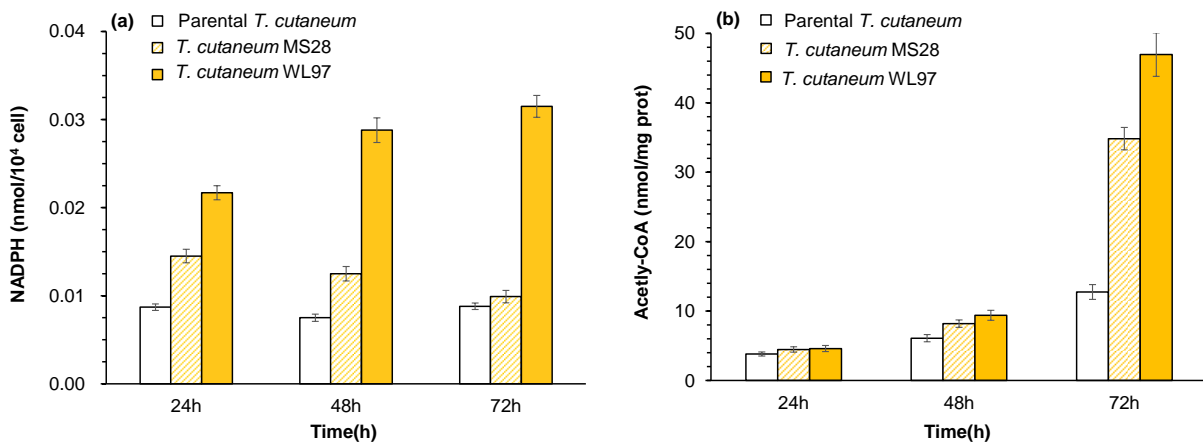 (a)
Parental T. cutaneum
T. cutaneum MS28
T. cutaneum WL97
NADPH (nmol/10⁴ cell)
0.04
0.03
0.02
0.01
0.00
24h 48h 72h
Time(h)
(b)
Parental T. cutaneum
T. cutaneum MS28
T. cutaneum WL97
Acetly-CoA (nmol/mg prot)
50
40
30
20
10
0
24h 48h 72h
Time(h)